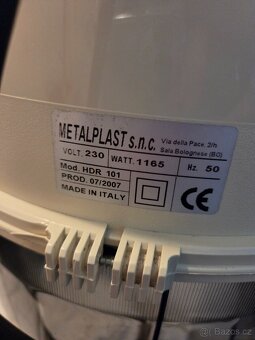 METALPLAST s.n.c. Via della Pace, 2/h
Sala Bolognese (BO)
VOLT. 230 WATT. 1165 Hz. 50
Mod. HDR 101
PROD. 07/2007
MADE IN ITALY
CE
bazos.cz